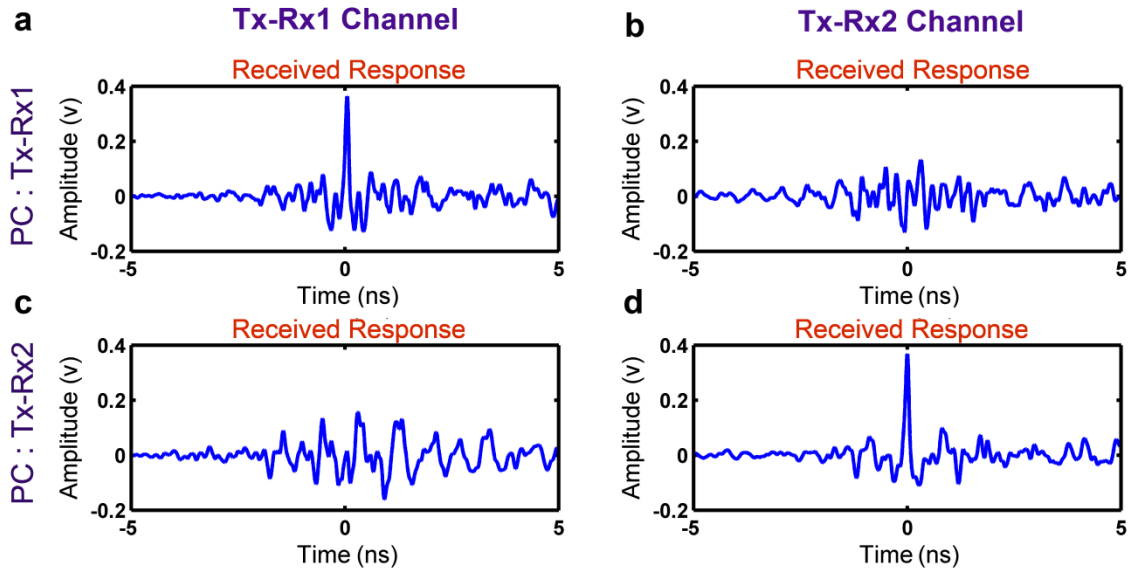 a
Tx-Rx1 Channel
b
Tx-Rx2 Channel
PC : Tx-Rx1
Received Response
Amplitude (v)
0.4
0.2
0
-0.2
-5
0
5
Time (ns)
Received Response
Amplitude (v)
0.4
0.2
0
-0.2
-5
0
5
Time (ns)
c
d
PC : Tx-Rx2
Received Response
Amplitude (v)
0.4
0.2
0
-0.2
-5
0
5
Time (ns)
Received Response
Amplitude (v)
0.4
0.2
0
-0.2
-5
0
5
Time (ns)